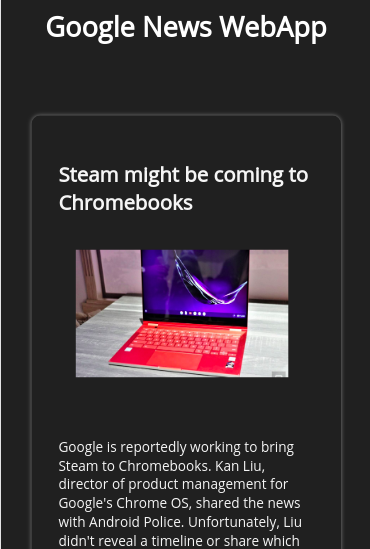 Google News WebApp
Steam might be coming to
Chromebooks
Google is reportedly working to bring
Steam to Chromebooks. Kan Liu,
director of product management for
Google's Chrome OS, shared the news
with Android Police. Unfortunately, Liu
didn't reveal a timeline or share which